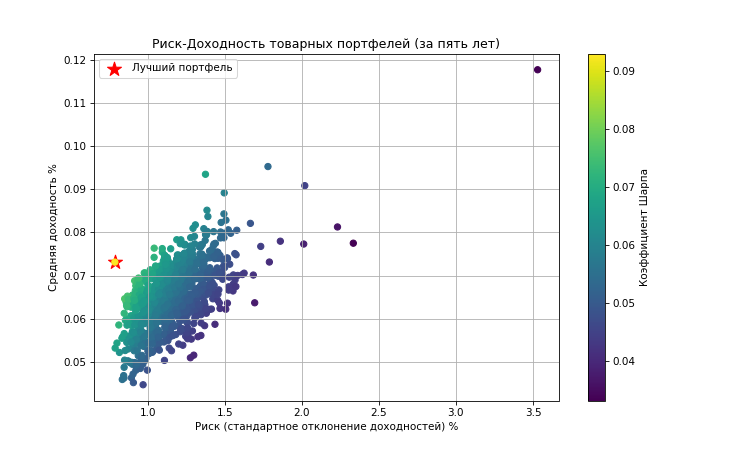 Риск-Доходность товарных портфелей (за пять лет)
Лучший портфель
Средняя доходность %
0.12
0.11
0.10
0.09
0.08
0.07
0.06
0.05
1.0 1.5 2.0 2.5 3.0 3.5
Риск (стандартное отклонение доходностей) %
0.09
0.08
0.07
0.06
0.05
0.04
Коэффициент Шарпа